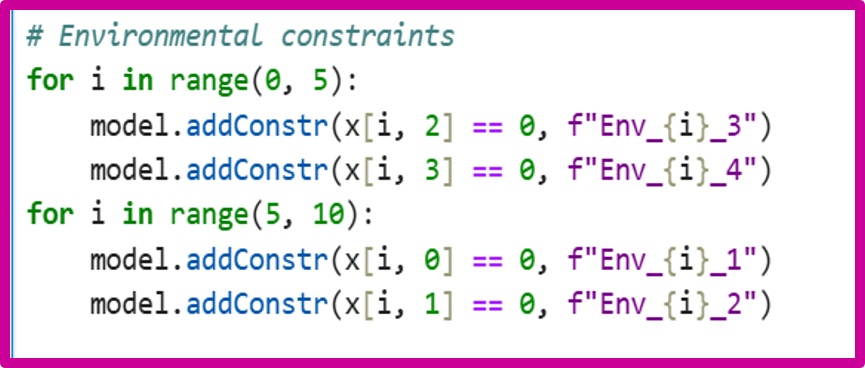 # Environmental constraints
for i in range(0, 5):
    model.addConstr(x[i, 2] == 0, f"Env_{i}_3")
    model.addConstr(x[i, 3] == 0, f"Env_{i}_4")
for i in range(5, 10):
    model.addConstr(x[i, 0] == 0, f"Env_{i}_1")
    model.addConstr(x[i, 1] == 0, f"Env_{i}_2")